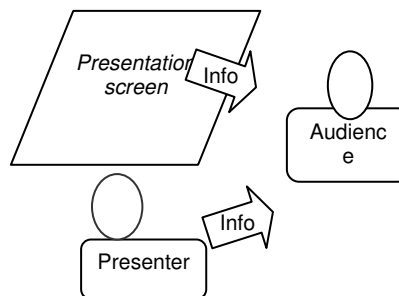 Presentation
screen
Info
Audienc
e
Info
Presenter